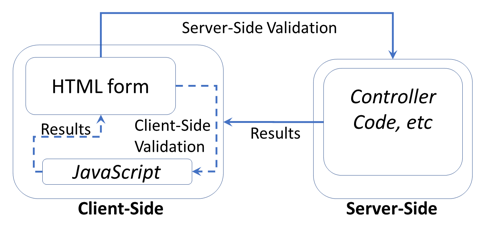 Server-Side Validation
HTML form
Controller
Code, etc
Client-Side
Validation
Results
Results
JavaScript
Client-Side
Server-Side